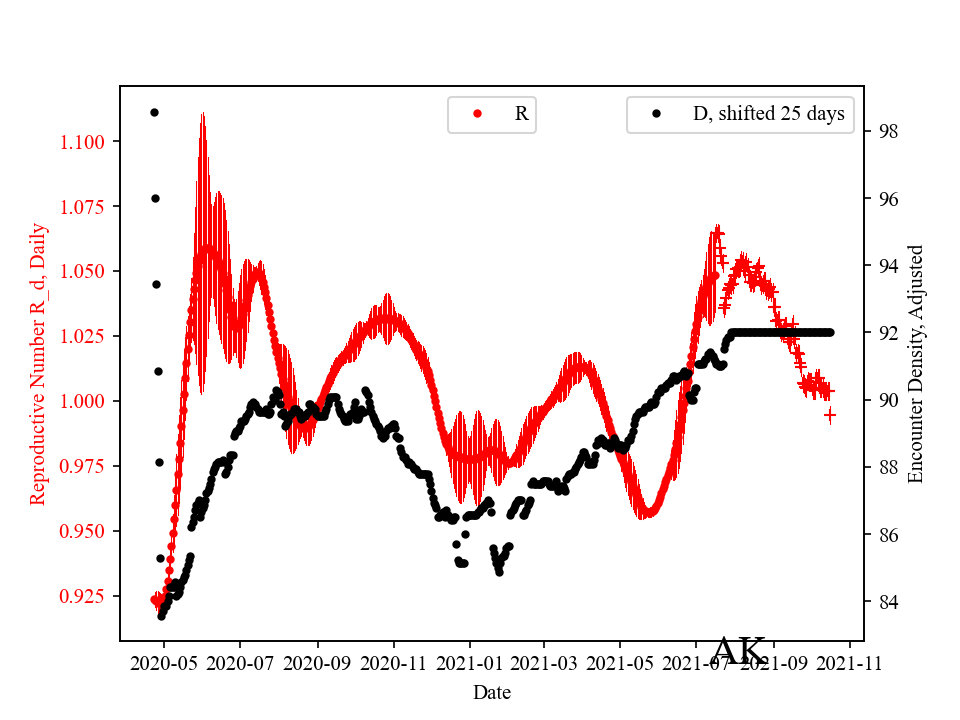 R
D, shifted 25 days
1.100
1.075
1.050
1.025
1.000
0.975
0.950
0.925
Reproductive Number R_d, Daily
98
96
94
92
90
88
86
84
Encounter Density, Adjusted
2020-05 2020-07 2020-09 2020-11 2021-01 2021-03 2021-05 2021-07 2021-09 2021-11
AK
Date